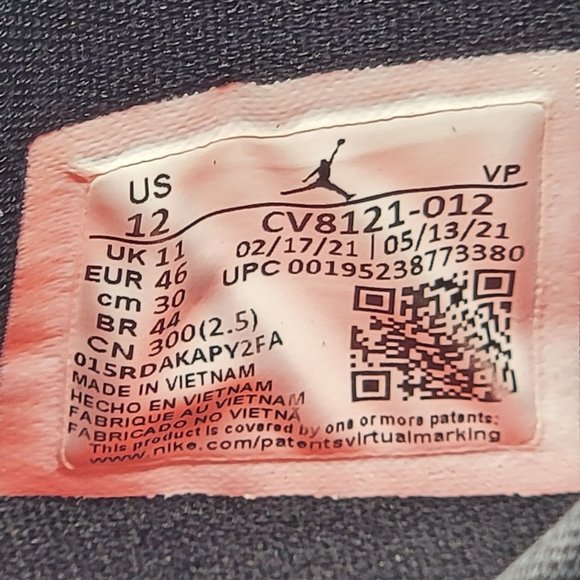 US
12
VP
CV8121-012
02/17/21 | 05/13/21
UPC 00195238773380
UK 11
EUR 46
cm 30
BR 44
CN 300(2.5)
015RDAKAPY2FA
MADE IN VIETNAM
HECHO EN VIETNAM
FABRIQUE AU VIETNAM
FABRICADO NO VIETNÃ
This product is covered by one or more patents:
www.nike.com/patentsvirtualmarking